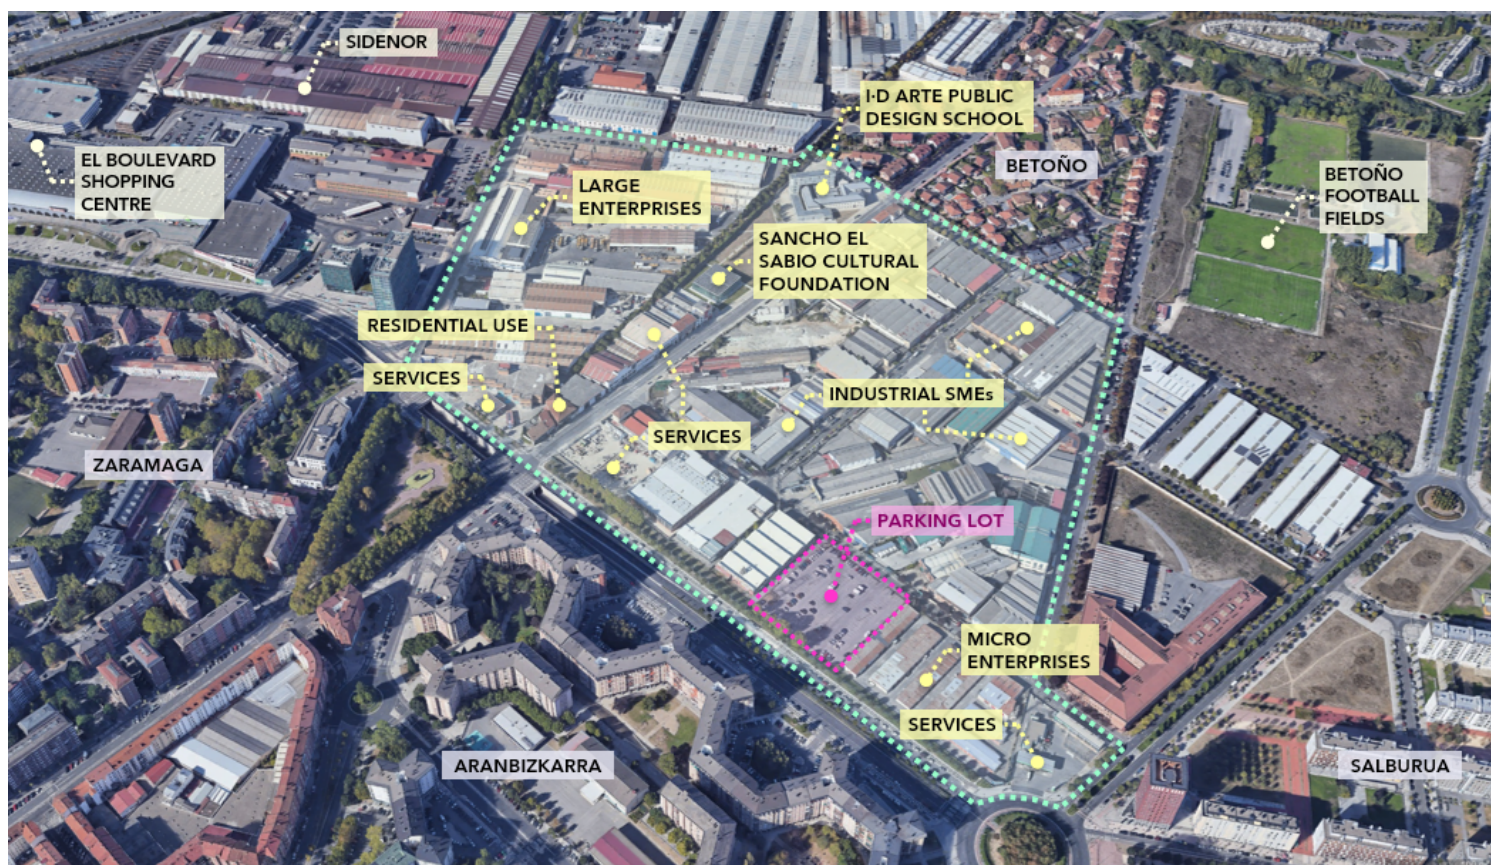 SIDENOR
I·D ARTE PUBLIC
DESIGN SCHOOL
EL BOULEVARD
SHOPPING
CENTRE
BETOÑO
BETOÑO
FOOTBALL
FIELDS
LARGE
ENTERPRISES
SANCHO EL
SABIO CULTURAL
FOUNDATION
RESIDENTIAL USE
SERVICES
INDUSTRIAL SMEs
SERVICES
ZARAMAGA
PARKING LOT
MICRO
ENTERPRISES
SERVICES
ARANBIZKARRA
SALBURUA